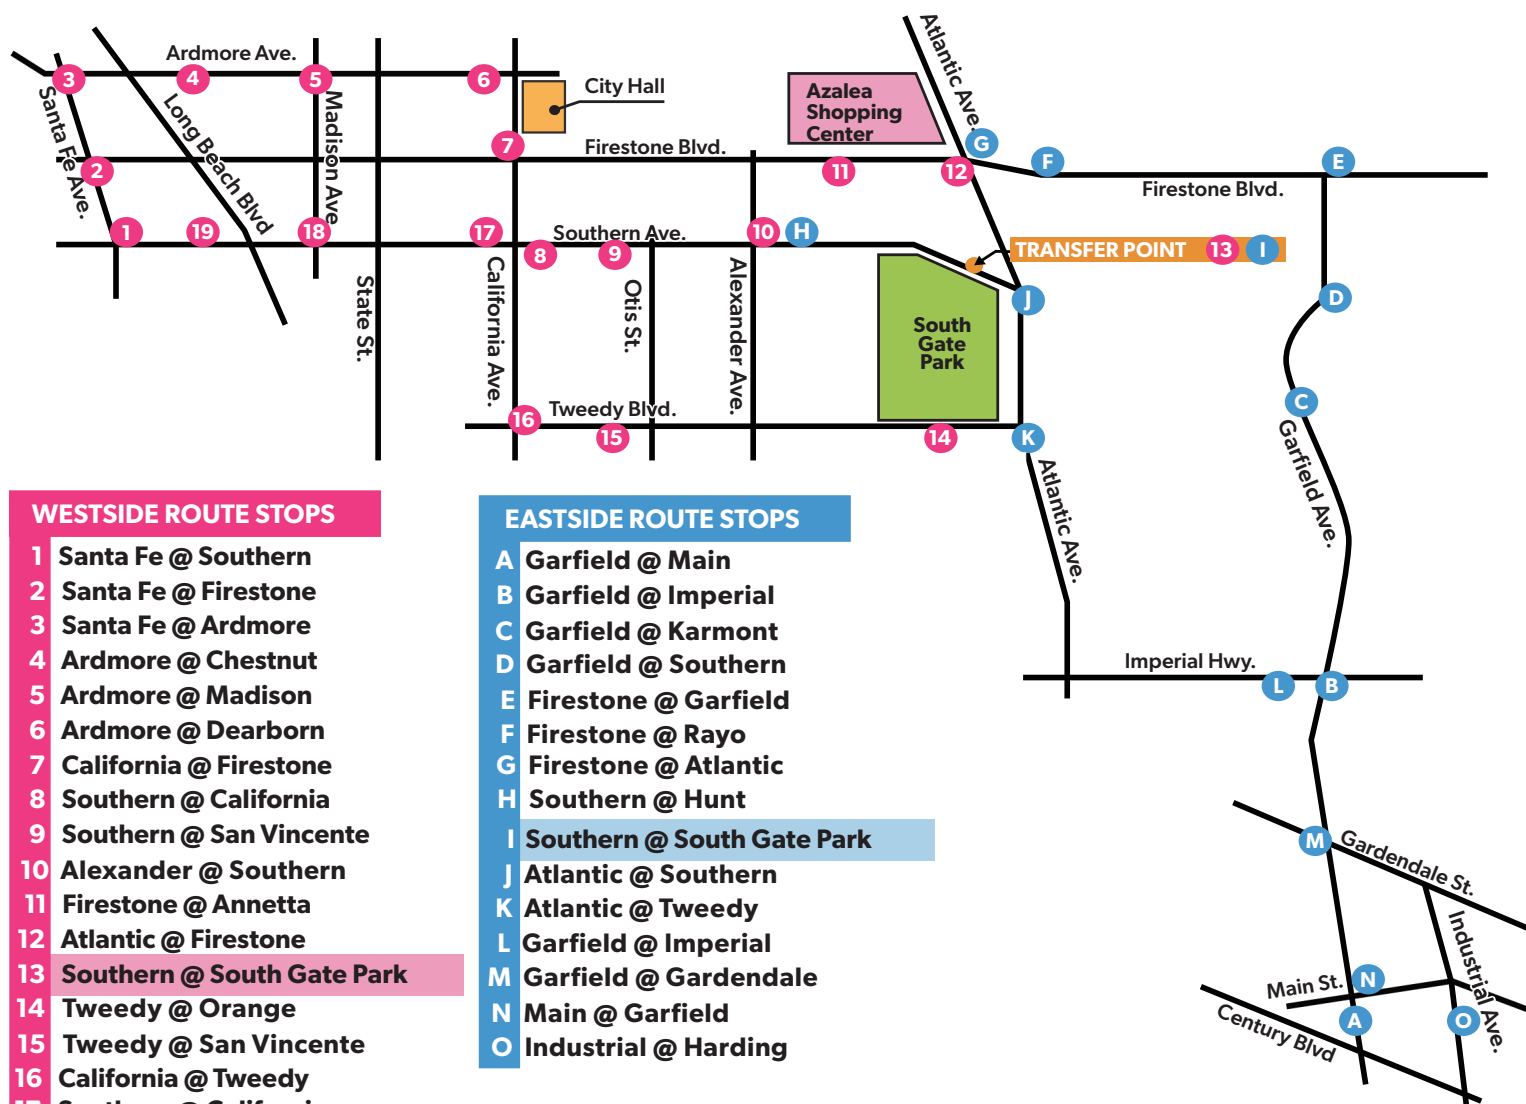 Ardmore Ave.
3
4
5
6
City Hall
Santa Fe Ave.
Long Beach Blvd
Madison Ave
7
Firestone Blvd.
Azalea
Shopping
Center
Atlantic Ave.
G
F
E
2
11
12
Firestone Blvd.
1
19
18
17
Southern Ave.
10
H
8
9
TRANSFER POINT 13 I
State St.
California Ave.
Otis St.
Alexander Ave.
J
D
South
Gate
Park
16
Tweedy Blvd.
15
14
K
C
Garfield Ave.
Atlantic Ave.
Imperial Hwy.
L
B
M
Gardendale St.
Industrial Ave.
Main St.
N
A
O
Century Blvd
WESTSIDE ROUTE STOPS
1 Santa Fe @ Southern
2 Santa Fe @ Firestone
3 Santa Fe @ Ardmore
4 Ardmore @ Chestnut
5 Ardmore @ Madison
6 Ardmore @ Dearborn
7 California @ Firestone
8 Southern @ California
9 Southern @ San Vincente
10 Alexander @ Southern
11 Firestone @ Annetta
12 Atlantic @ Firestone
13 Southern @ South Gate Park
14 Tweedy @ Orange
15 Tweedy @ San Vincente
16 California @ Tweedy
EASTSIDE ROUTE STOPS
A Garfield @ Main
B Garfield @ Imperial
C Garfield @ Karmont
D Garfield @ Southern
E Firestone @ Garfield
F Firestone @ Rayo
G Firestone @ Atlantic
H Southern @ Hunt
I Southern @ South Gate Park
J Atlantic @ Southern
K Atlantic @ Tweedy
L Garfield @ Imperial
M Garfield @ Gardendale
N Main @ Garfield
O Industrial @ Harding